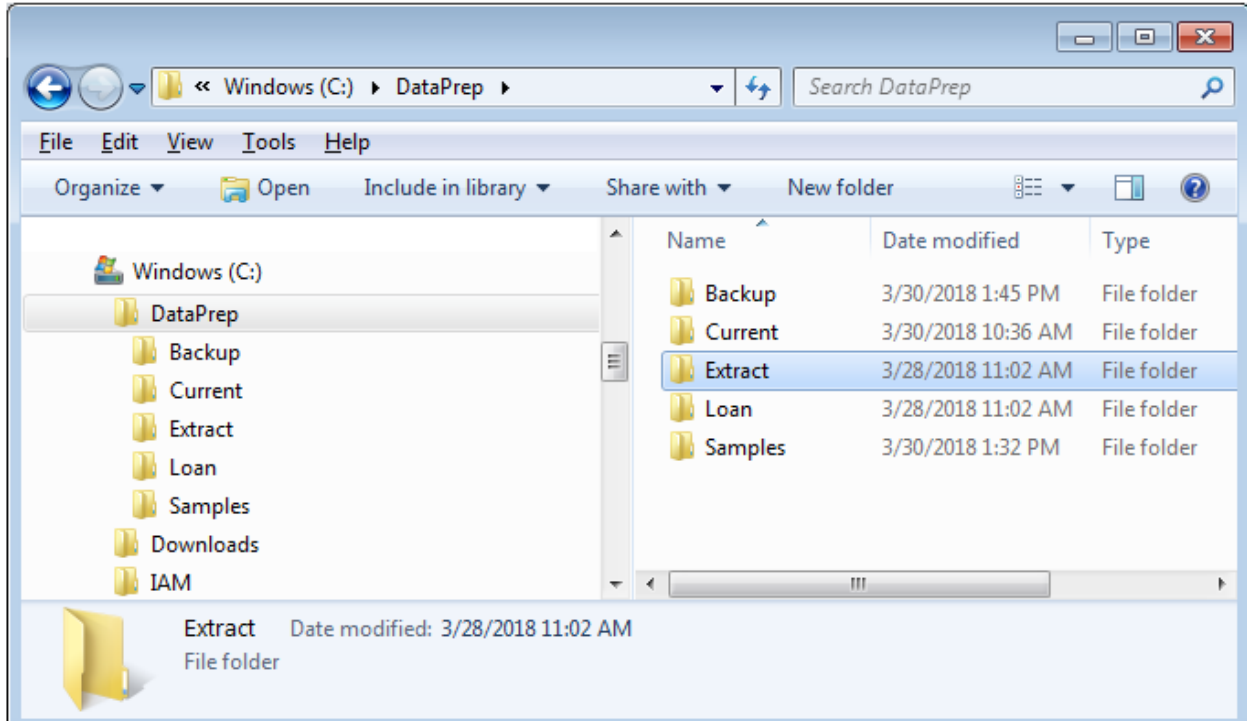 « Windows (C:) ▸ DataPrep ▸ Search DataPrep
File Edit View Tools Help
Organize Open Include in library Share with New folder
Windows (C:)
DataPrep
Backup
Current
Extract
Loan
Samples
Downloads
IAM
Name Date modified Type
Backup 3/30/2018 1:45 PM File folder
Current 3/30/2018 10:36 AM File folder
Extract 3/28/2018 11:02 AM File folder
Loan 3/28/2018 11:02 AM File folder
Samples 3/30/2018 1:32 PM File folder
Extract Date modified: 3/28/2018 11:02 AM
File folder